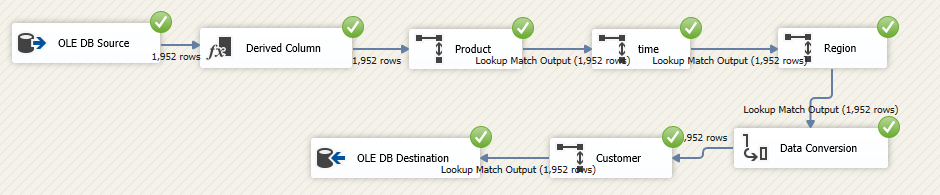 OLE DB Source
1,952 rows
Derived Column
1,952 rows
Product
Lookup Match Output (1,952 rows)
time
Lookup Match Output (1,952 rows)
Region
Lookup Match Output (1,952 rows)
Data Conversion
,952 rows
Customer
Lookup Match Output (1,952 rows)
OLE DB Destination